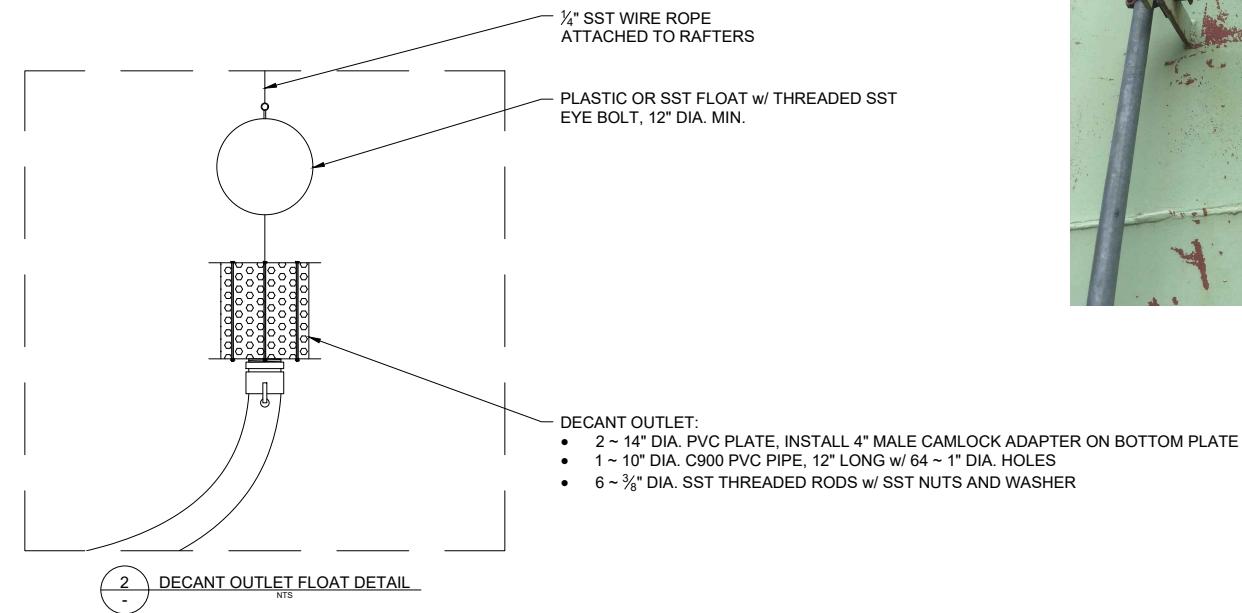 ¼" SST WIRE ROPE
ATTACHED TO RAFTERS
PLASTIC OR SST FLOAT w/ THREADED SST
EYE BOLT, 12" DIA. MIN.
DECANT OUTLET:
• 2 ~ 14" DIA. PVC PLATE, INSTALL 4" MALE CAMLOCK ADAPTER ON BOTTOM PLATE
• 1 ~ 10" DIA. C900 PVC PIPE, 12" LONG w/ 64 ~ 1" DIA. HOLES
• 6 ~ ⅜" DIA. SST THREADED RODS w/ SST NUTS AND WASHER
2
-
DECANT OUTLET FLOAT DETAIL
NTS